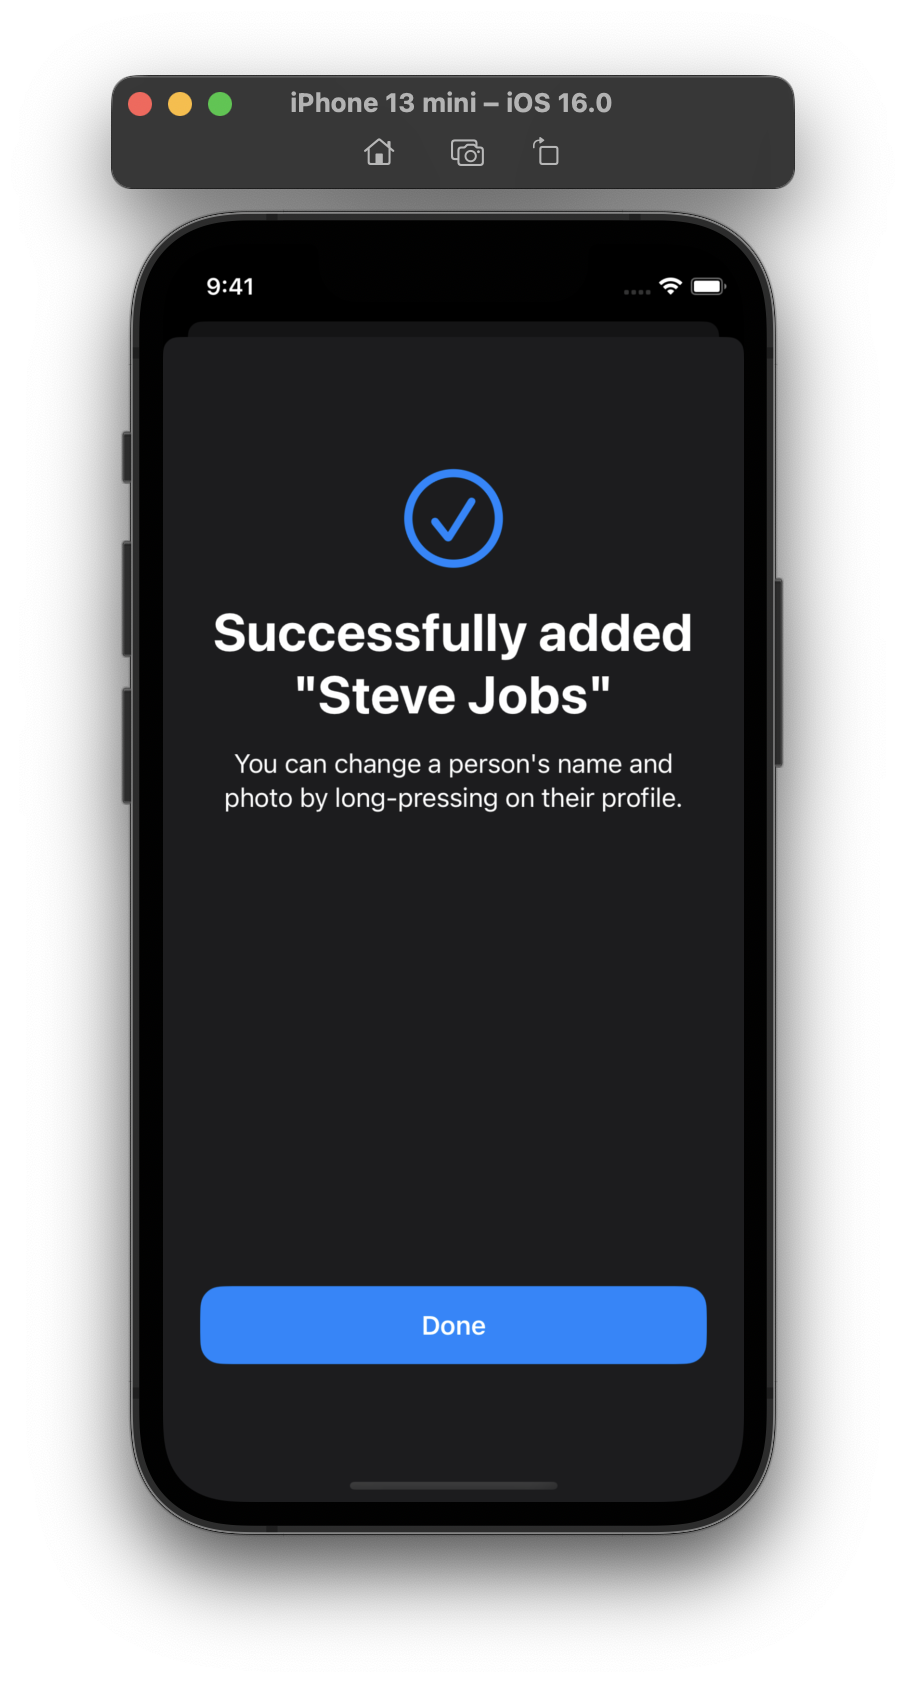 iPhone 13 mini – iOS 16.0
9:41
Successfully added
"Steve Jobs"
You can change a person's name and
photo by long-pressing on their profile.
Done